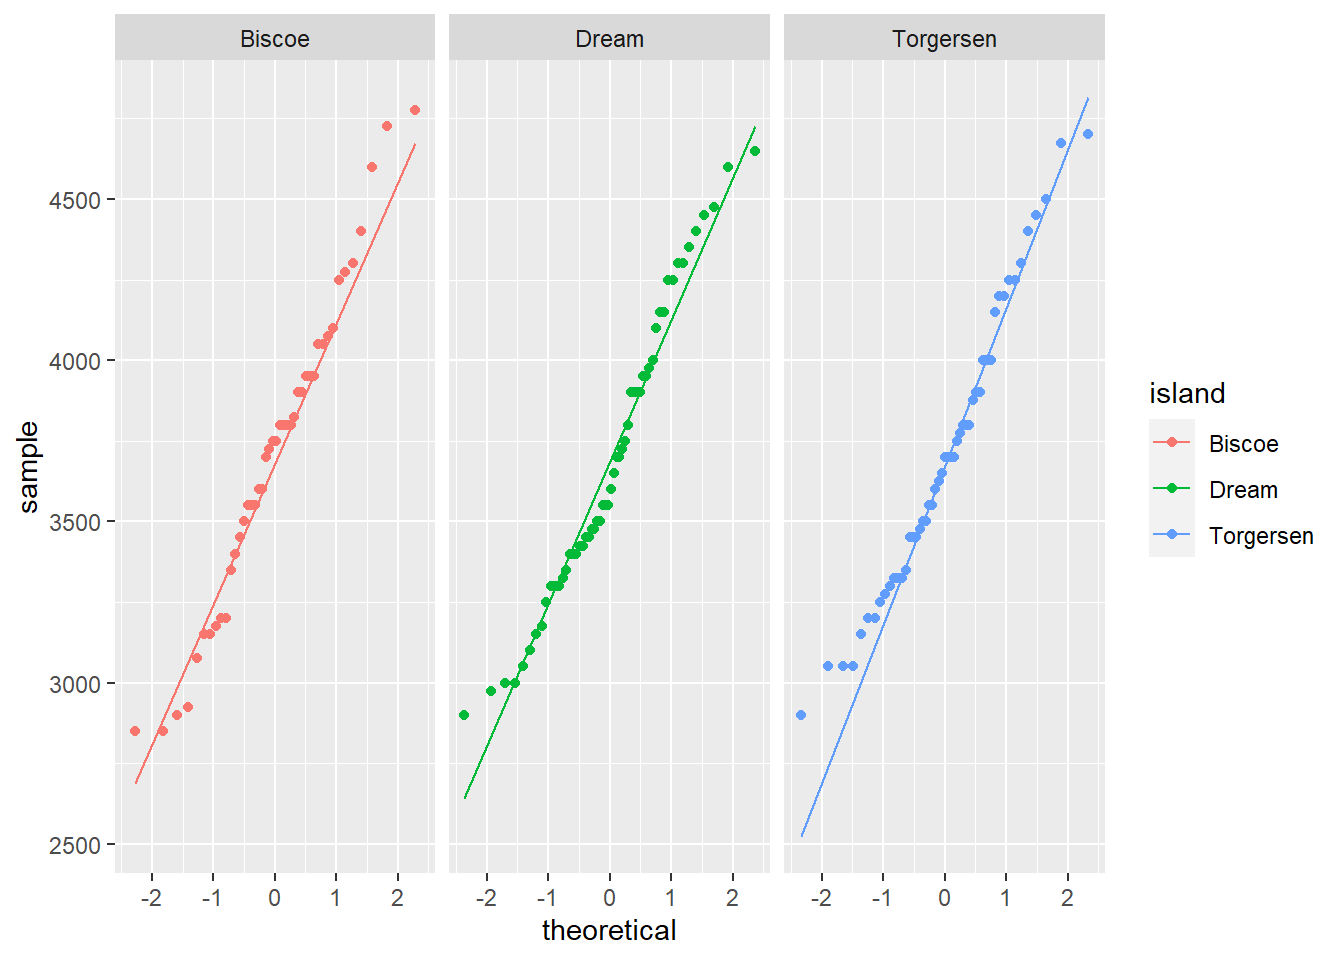 Biscoe Dream Torgersen
4500
4000
3500
3000
2500
sample
-2 -1 0 1 2 -2 -1 0 1 2 -2 -1 0 1 2
theoretical
island
Biscoe
Dream
Torgersen